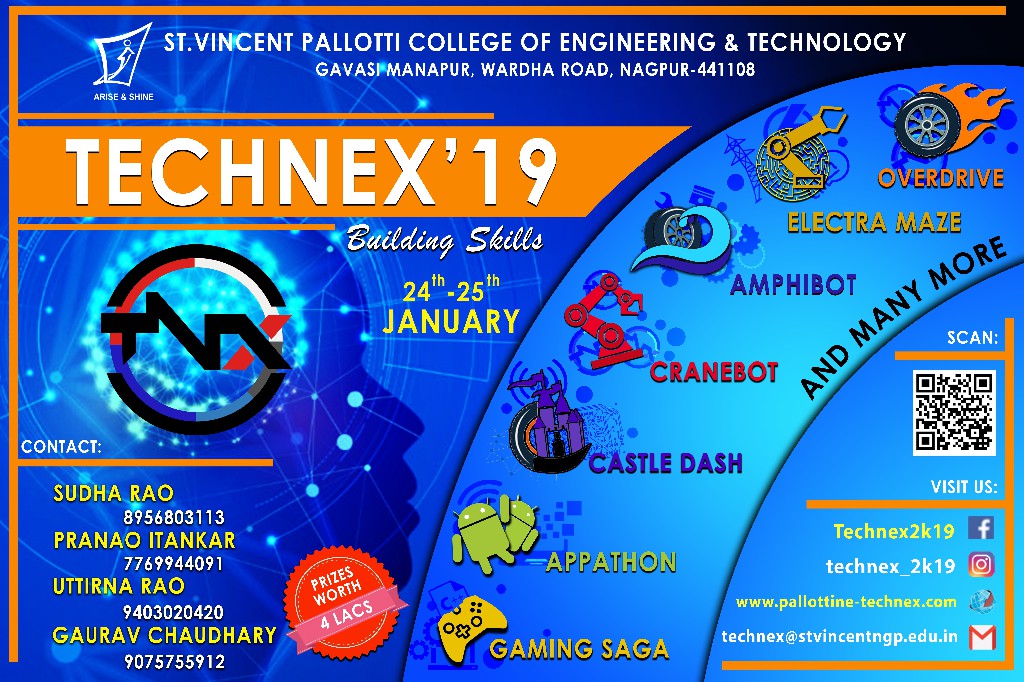 ST.VINCENT PALLOTTI COLLEGE OF ENGINEERING & TECHNOLOGY
GAVASI MANAPUR, WARDHA ROAD, NAGPUR-441108
ARISE & SHINE
TECHNEX'19
Building Skills
24th-25th
JANUARY
TNX
OVERDRIVE
ELECTRA MAZE
AMPHIBOT
CRANEBOT
CASTLE DASH
APPATHON
GAMING SAGA
AND MANY MORE
CONTACT:
SUDHA RAO
8956803113
PRANAO ITANKAR
7769944091
UTTIRNA RAO
9403020420
GAURAV CHAUDHARY
9075755912
PRIZES
WORTH
4 LACS
SCAN:
VISIT US:
Technex2k19
technex_2k19
www.pallottine-technex.com
technex@stvincentngp.edu.in